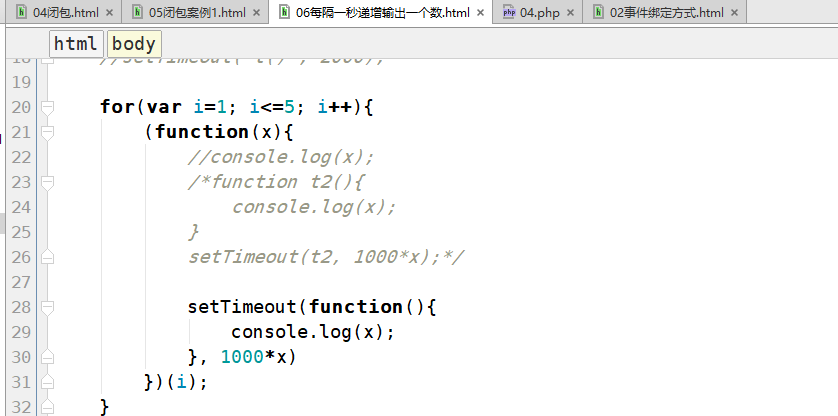 04闭包.html × 05闭包案例1.html × 06每隔一秒递增输出一个数.html × 04.php × 02事件绑定方式.html ×
html body
19
20 for(var i=1; i<=5; i++){
21 (function(x){
22 //console.log(x);
23 /*function t2(){
24 console.log(x);
25 }
26 setTimeout(t2, 1000*x);*/
27
28 setTimeout(function(){
29 console.log(x);
30 }, 1000*x)
31 })(i);
32 }